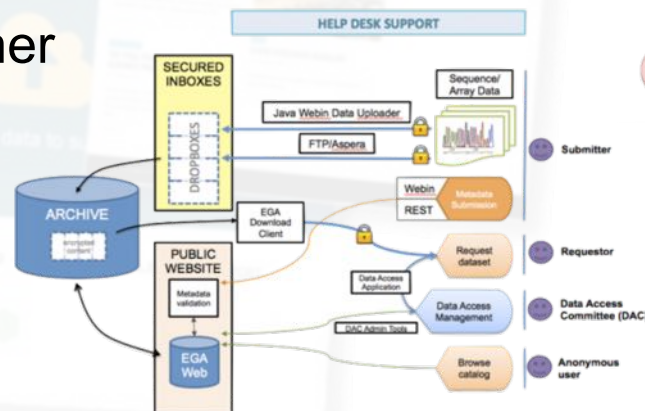 HELP DESK SUPPORT
ner
SECURED
INBOXES
Sequence/
Array Data
Java Webin Data Uploader
FTP/Aspera
DROPBOXES
Submitter
Webin
REST
Metadata
Submission
ARCHIVE
encrypted
content
EGA
Download
Client
PUBLIC
WEBSITE
Request
dataset
Requestor
Metadata
validation
Data Access
Application
Data Access
Management
Data Access
Committee (DAC)
DAC Admin Tools
EGA
Web
Browse
catalog
Anonymous
user